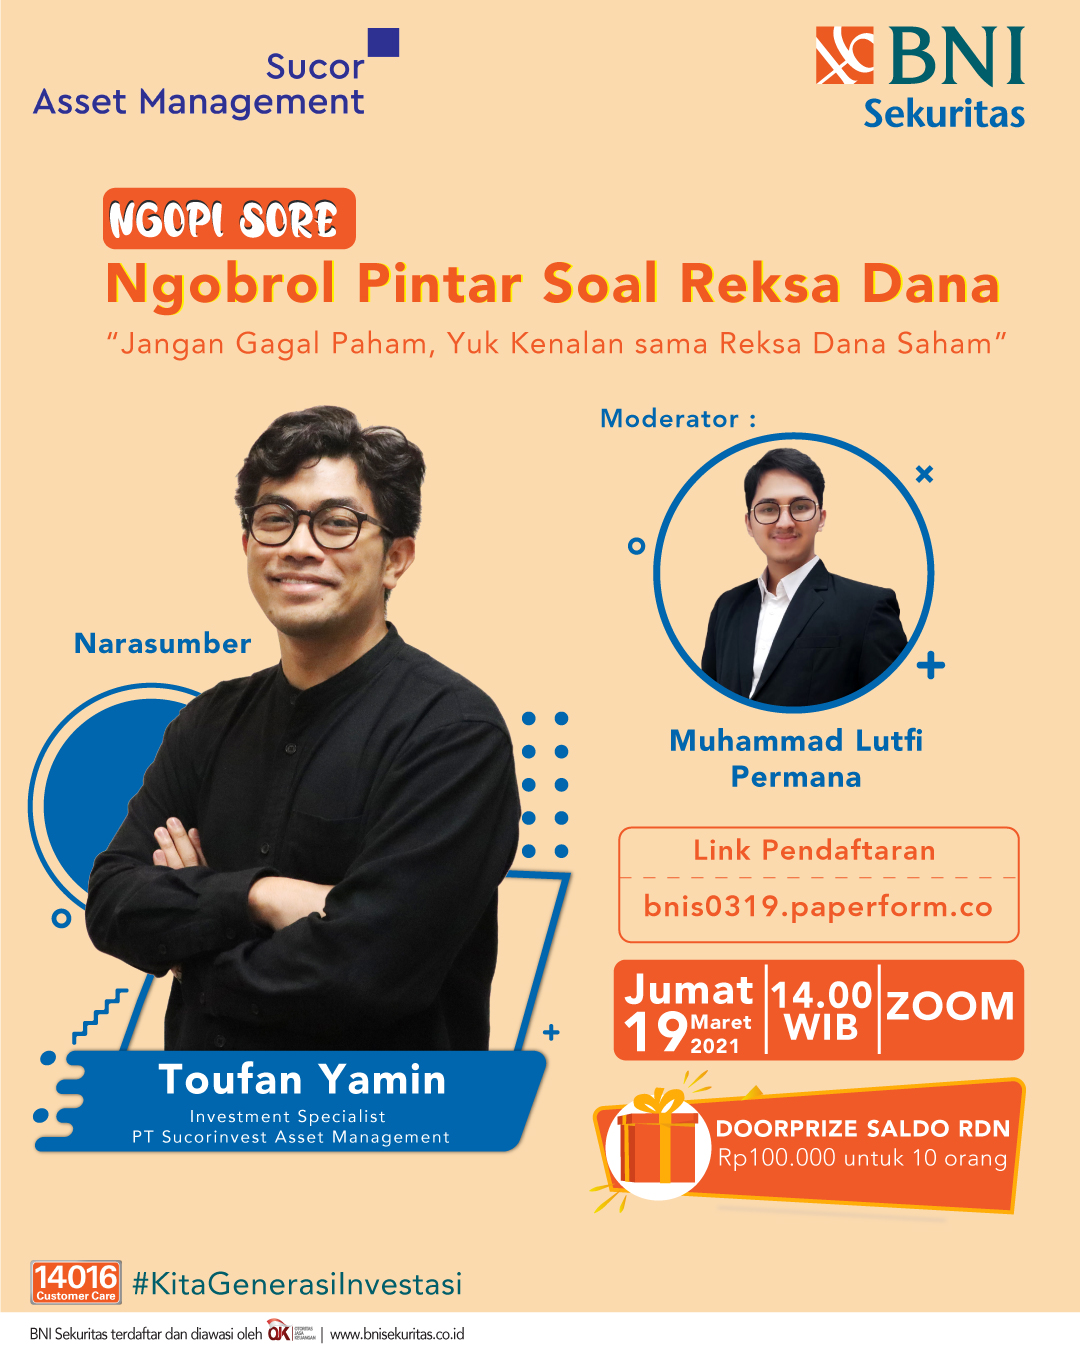 Sucor
Asset Management
BNI
Sekuritas
NGOPI SORE
Ngobrol Pintar Soal Reksa Dana
“Jangan Gagal Paham, Yuk Kenalan sama Reksa Dana Saham”
Moderator :
Narasumber
Muhammad Lutfi
Permana
Link Pendaftaran
bnis0319.paperform.co
Jumat
19 Maret
2021
14.00
WIB
ZOOM
Toufan Yamin
Investment Specialist
PT Sucorinvest Asset Management
DOORPRIZE SALDO RDN
Rp100.000 untuk 10 orang
14016
Customer Care
#KitaGenerasiInvestasi
BNI Sekuritas terdaftar dan diawasi oleh OJK OTORITAS JASA KEUANGAN | www.bnisekuritas.co.id